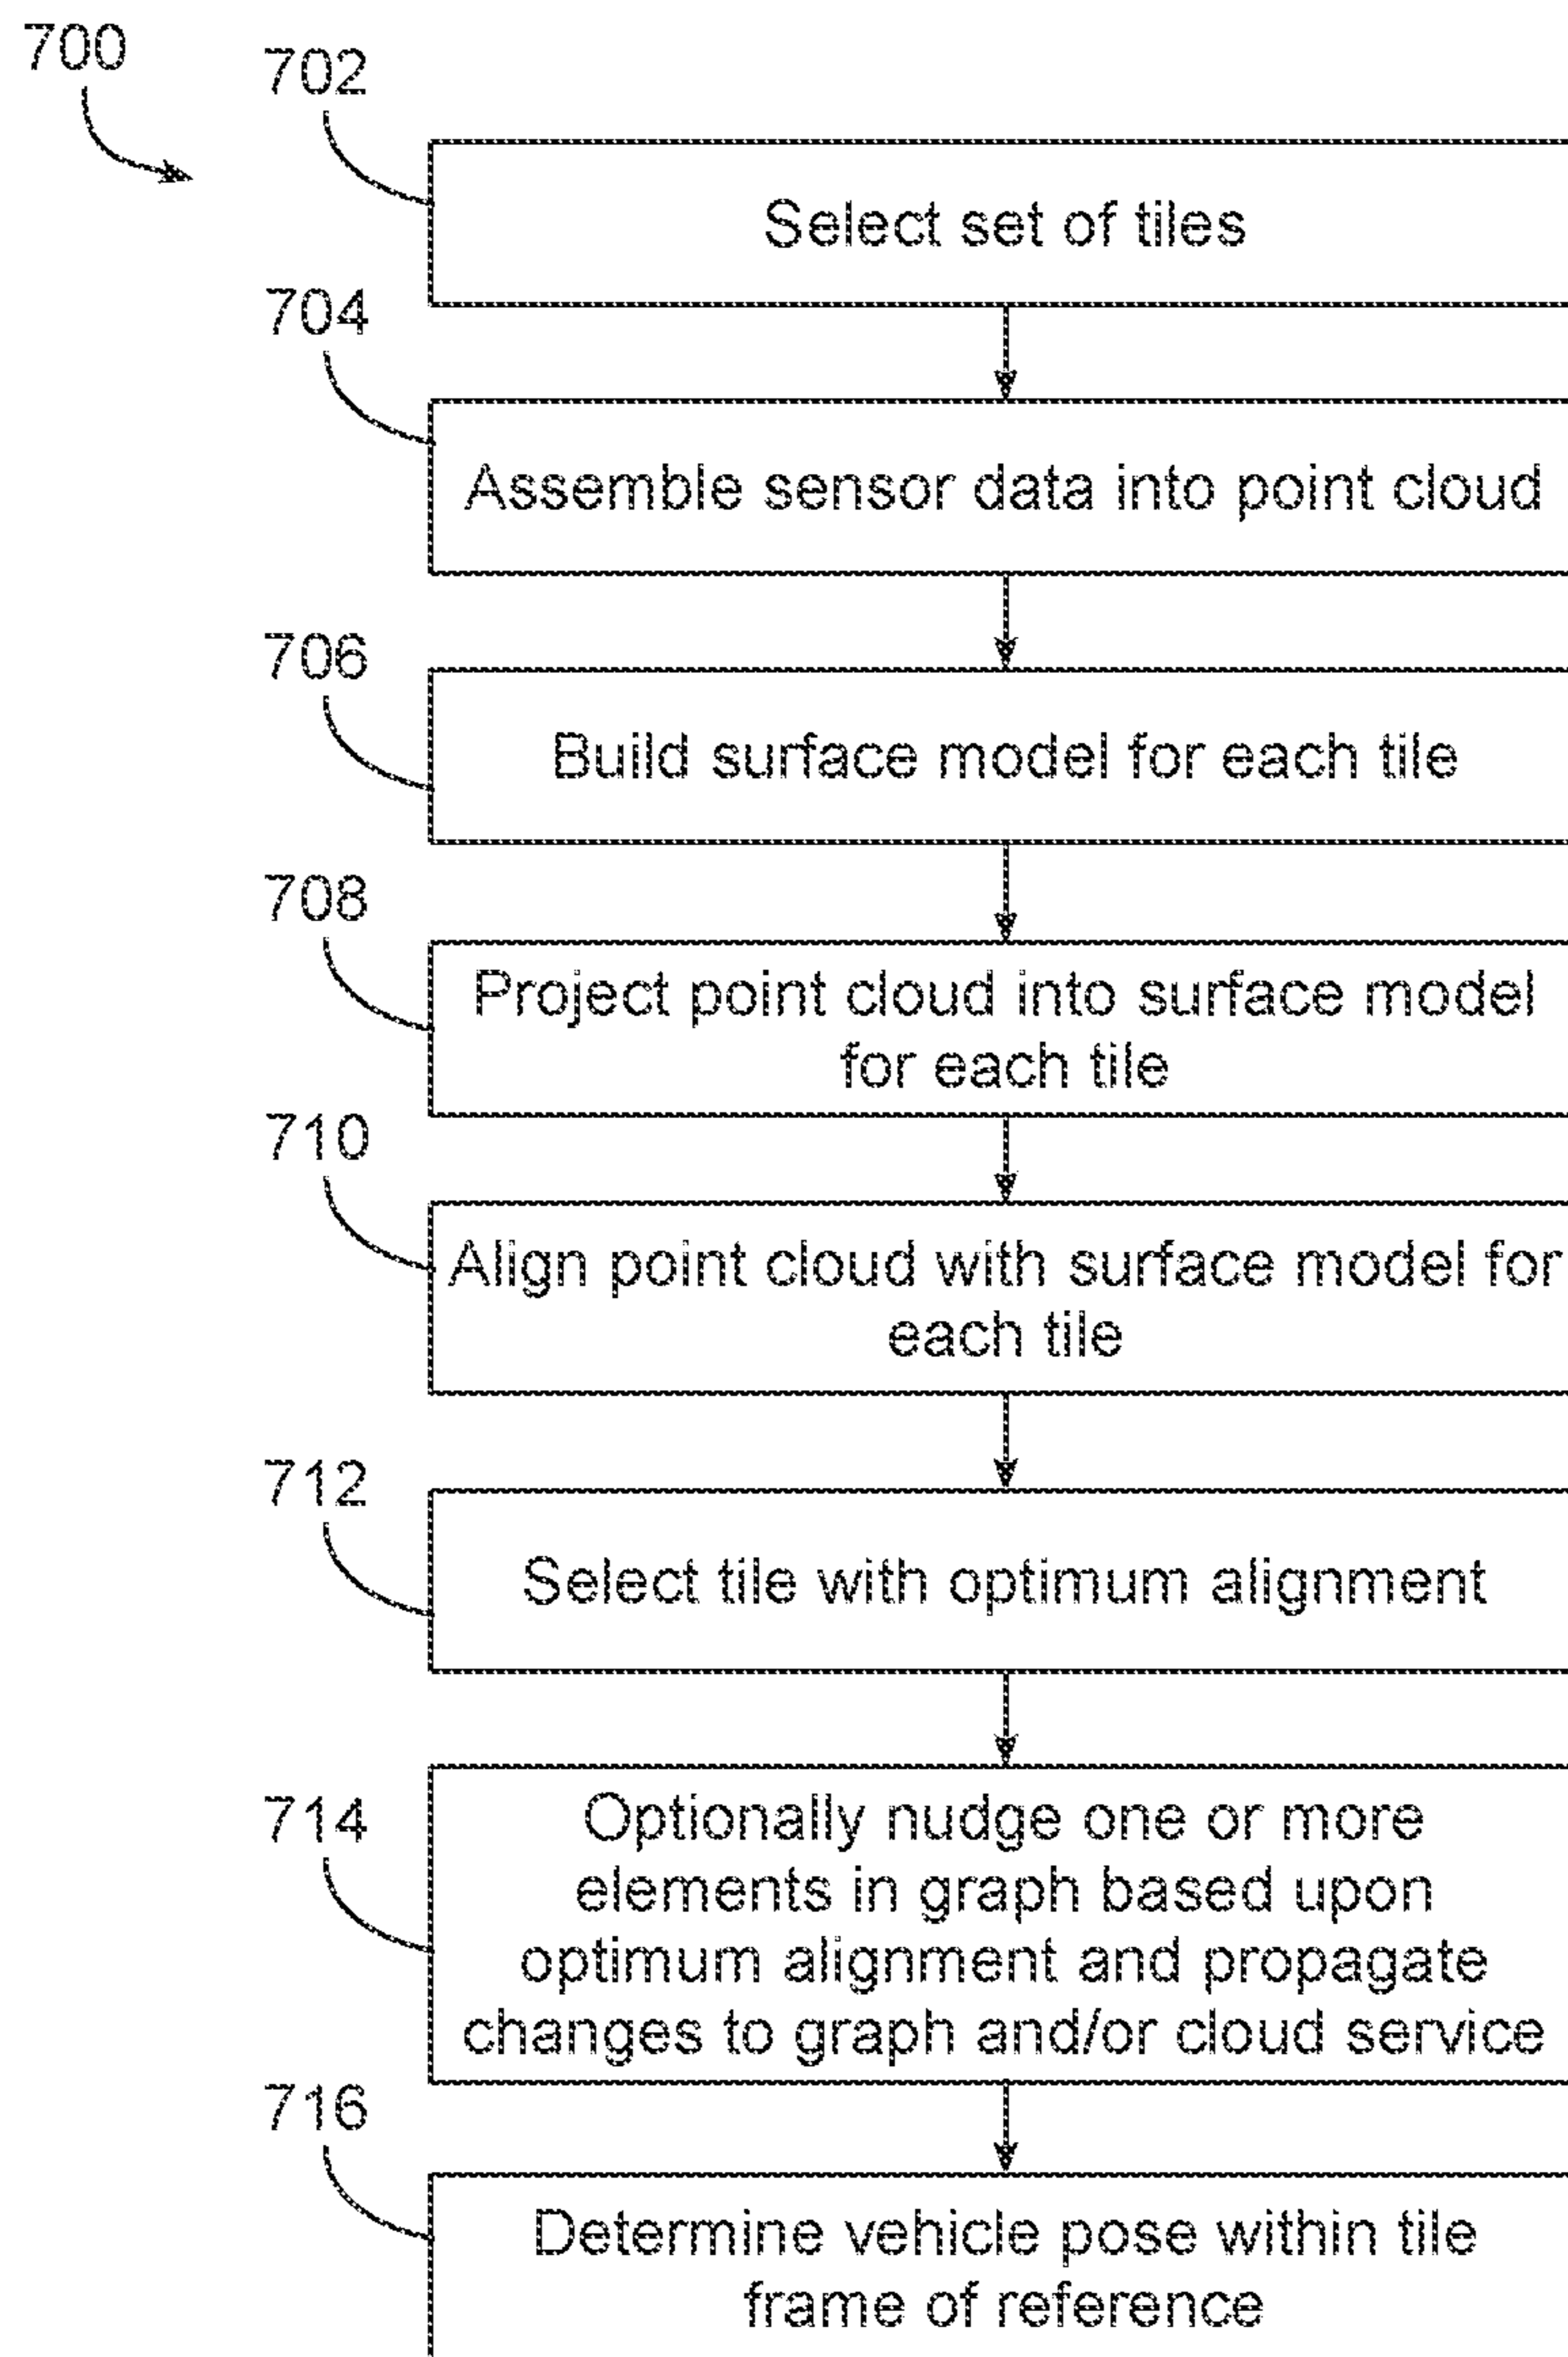 700
702
Select set of tiles
704
Assemble sensor data into point cloud
706
Build surface model for each tile
708
Project point cloud into surface model
for each tile
710
Align point cloud with surface model for
each tile
712
Select tile with optimum alignment
714
Optionally nudge one or more
elements in graph based upon
optimum alignment and propagate
changes to graph and/or cloud service
716
Determine vehicle pose within tile
frame of reference